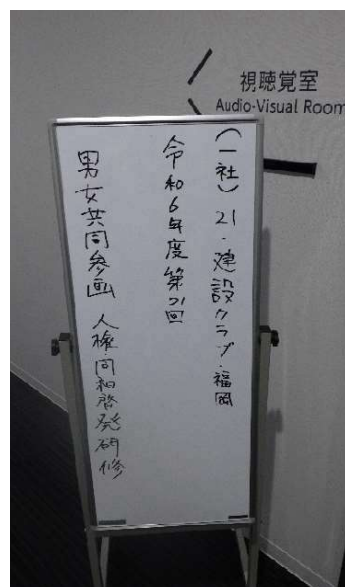 視聴覚室
Audio-Visual Room
(一社) 21・建設クラブ・福岡
令和6年度第21回
男女共同参画 人権・同和啓発研修